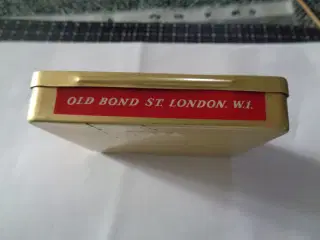 OLD BOND ST. LONDON. W.1.